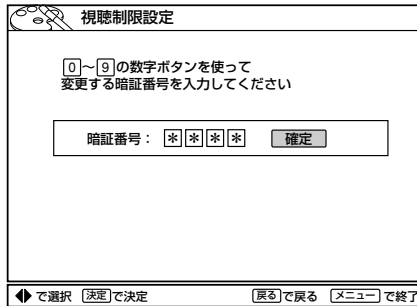 視聴制限設定
0～9の数字ボタンを使って
変更する暗証番号を入力してください
暗証番号： ＊＊＊＊ 確定
で選択 決定で決定 戻るで戻る メニューで終了